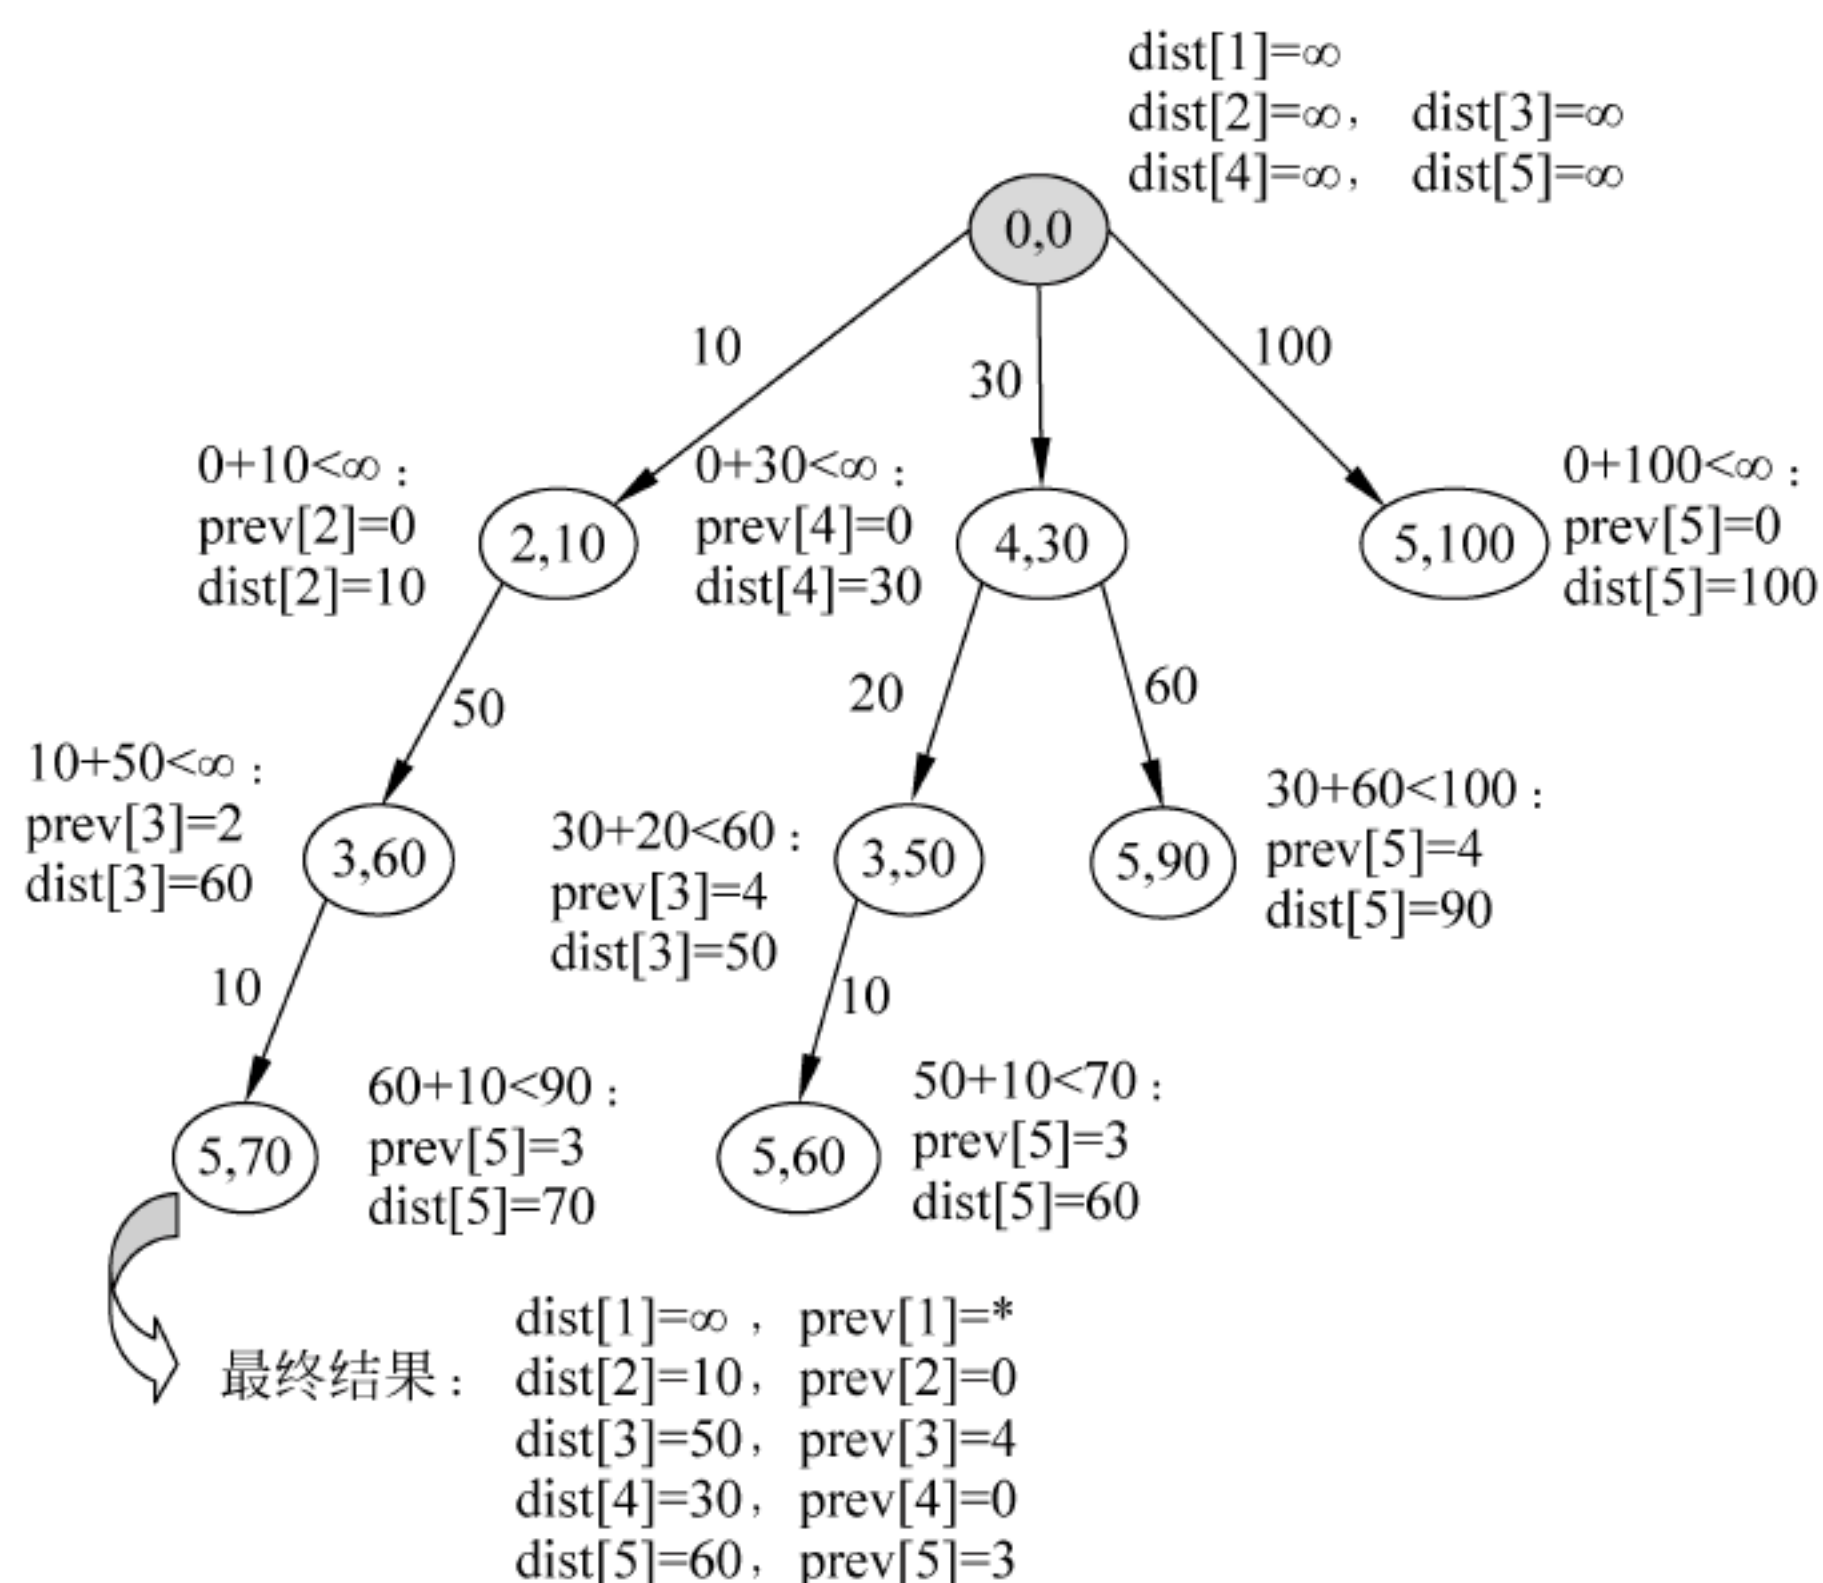 dist[1]=∞
dist[2]=∞, dist[3]=∞
dist[4]=∞, dist[5]=∞
0,0
10
30
100
0+10<∞：
prev[2]=0
dist[2]=10
2,10
0+30<∞：
prev[4]=0
dist[4]=30
4,30
5,100
0+100<∞：
prev[5]=0
dist[5]=100
50
20
60
10+50<∞：
prev[3]=2
dist[3]=60
3,60
30+20<60：
prev[3]=4
dist[3]=50
3,50
5,90
30+60<100：
prev[5]=4
dist[5]=90
10
10
5,70
60+10<90：
prev[5]=3
dist[5]=70
5,60
50+10<70：
prev[5]=3
dist[5]=60
最终结果：
dist[1]=∞, prev[1]=*
dist[2]=10, prev[2]=0
dist[3]=50, prev[3]=4
dist[4]=30, prev[4]=0
dist[5]=60, prev[5]=3